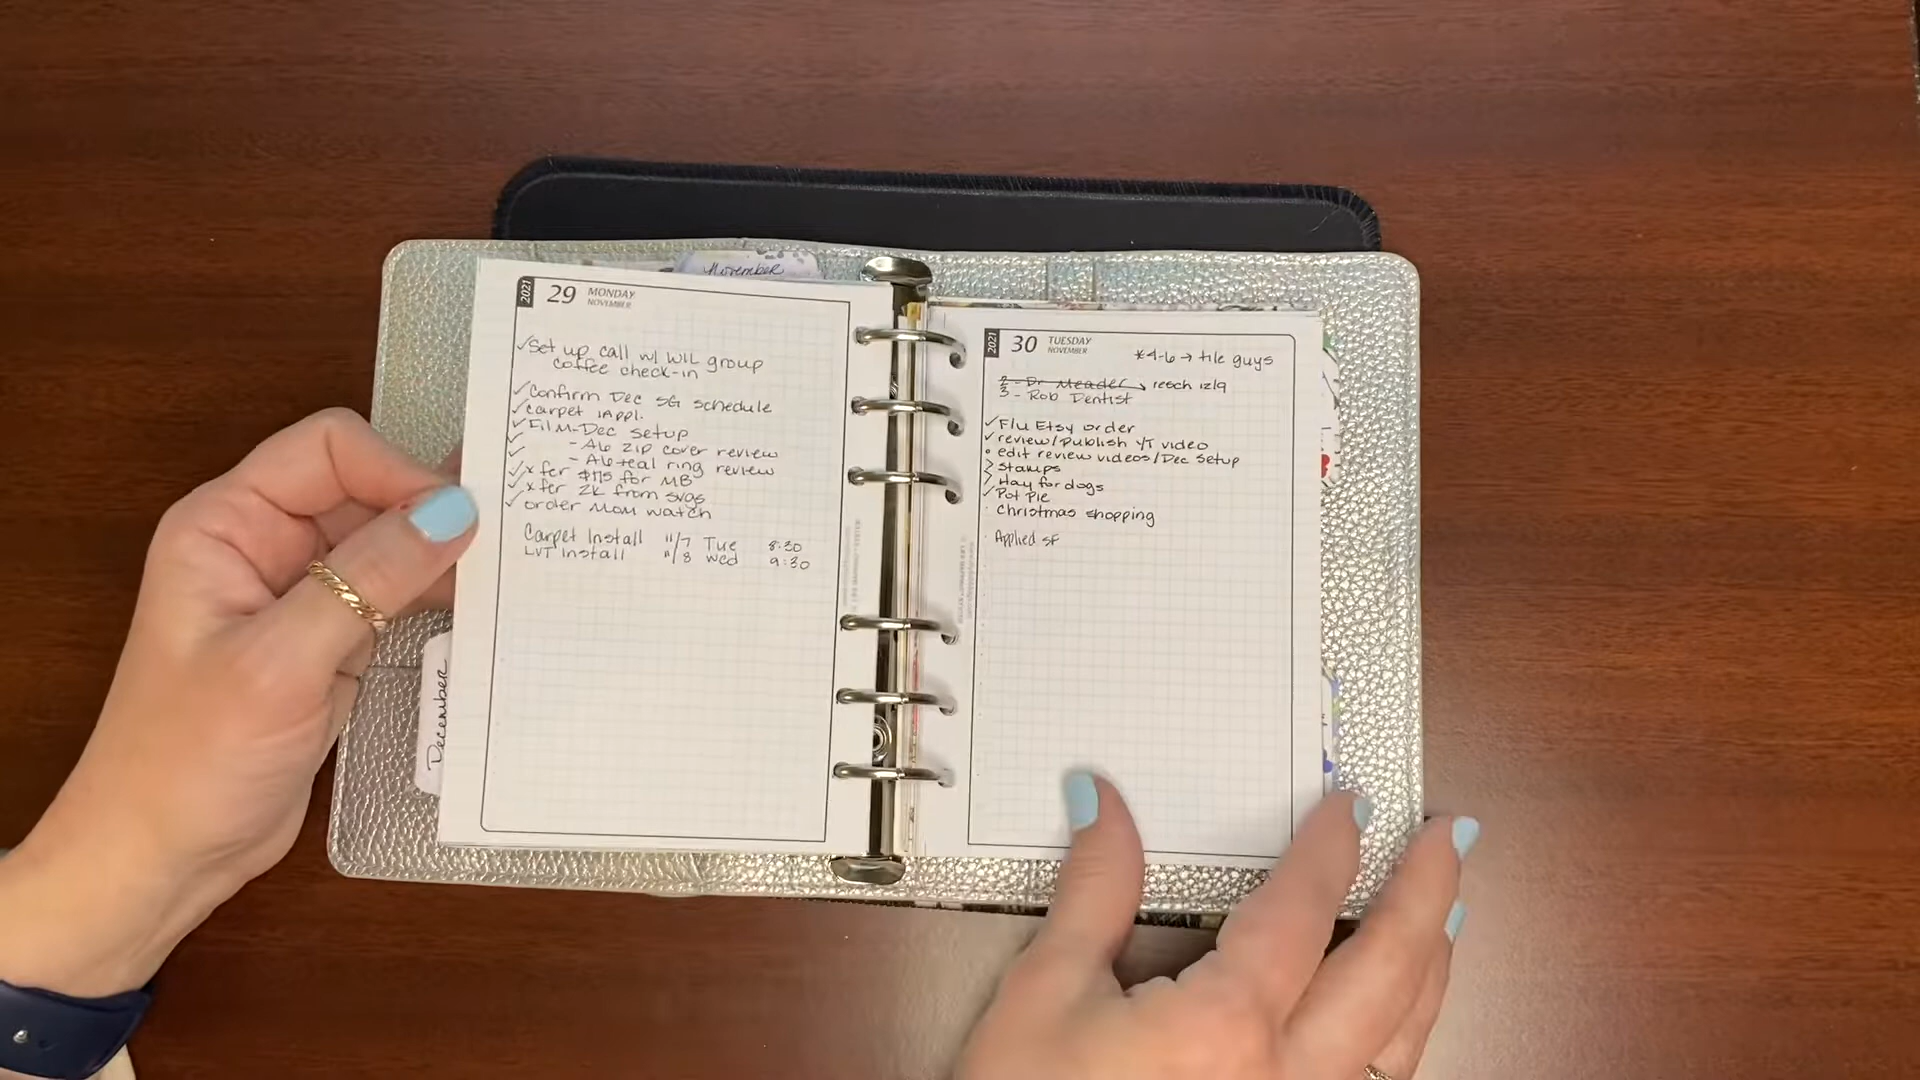 November
2021 29 MONDAY
NOVEMBER
✓Set up call w/ WIL group
coffee check-in
✓Confirm Dec SG schedule
✓carpet 1Appl.
✓Film-Dec setup
✓ - A6 zip cover review
✓ - A6 teal ring review
✓xfer $175 for MB
✓xfer 2K from svgs
✓order Mom watch
Carpet Install 11/7 Tue 8:30
LVT install 11/8 Wed 9:30
December
2021 30 TUESDAY
NOVEMBER
*4-6 → tile guys
- Dr Meader → resch 12/9
3 - Rob Dentist
✓Flu Etsy order
✓review/publish YT video
• edit review videos/Dec setup
>Stamps
>Hay for dogs
✓Pot Pie
· Christmas shopping
· Applied SF